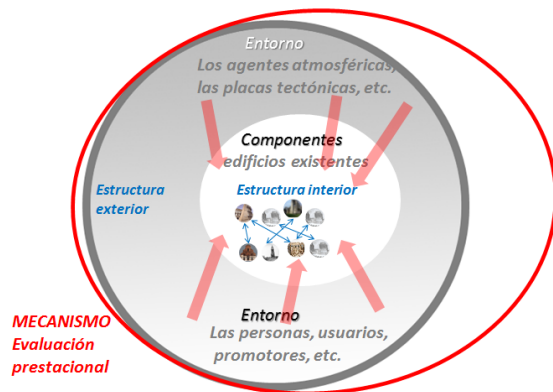 Entorno
Los agentes atmosféricas,
las placas tectónicas, etc.
Componentes
edificios existentes
Estructura
exterior
Estructura interior
Entorno
Las personas, usuarios,
promotores, etc.
MECANISMO
Evaluación
prestacional